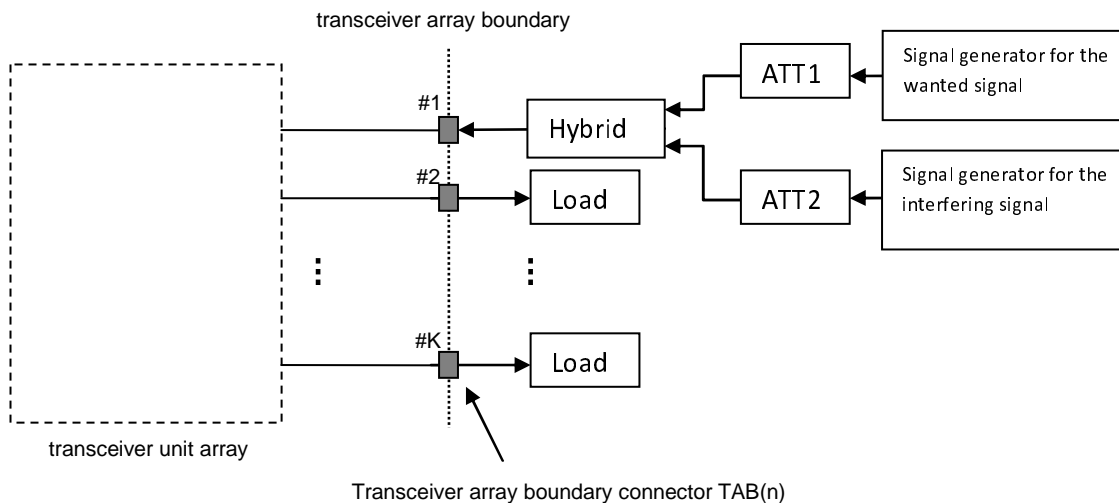 transceiver array boundary
Signal generator for the
wanted signal
ATT1
#1
Hybrid
#2
Load
ATT2
Signal generator for the
interfering signal
#K
Load
transceiver unit array
Transceiver array boundary connector TAB(n)